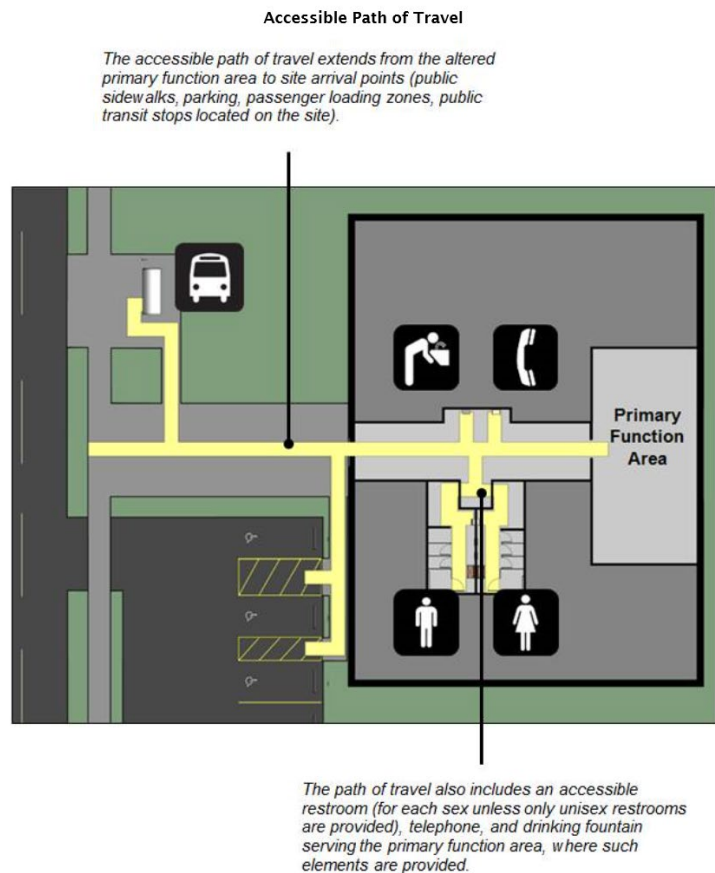 Accessible Path of Travel
The accessible path of travel extends from the altered
primary function area to site arrival points (public
sidewalks, parking, passenger loading zones, public
transit stops located on the site).
Primary
Function
Area
The path of travel also includes an accessible
restroom (for each sex unless only unisex restrooms
are provided), telephone, and drinking fountain
serving the primary function area, where such
elements are provided.